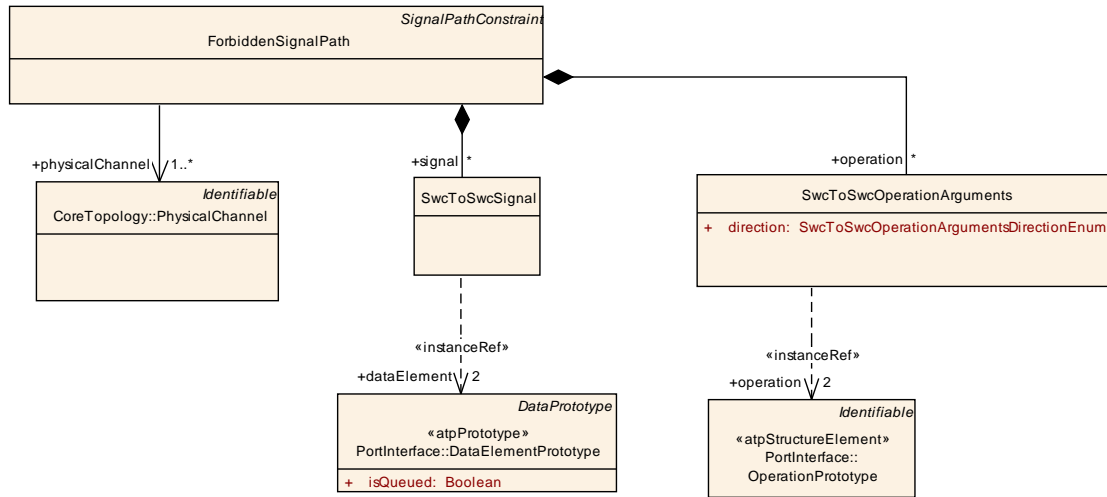 SignalPathConstraint
ForbiddenSignalPath
+physicalChannel
1..*
+signal
*
+operation
*
Identifiable
CoreTopology::PhysicalChannel
SwcToSwcSignal
SwcToSwcOperationArguments
+ direction: SwcToSwcOperationArgumentsDirectionEnum
«instanceRef»
«instanceRef»
+dataElement
2
+operation
2
DataPrototype
«atpPrototype»
PortInterface::DataElementPrototype
+ isQueued: Boolean
Identifiable
«atpStructureElement»
PortInterface::
OperationPrototype